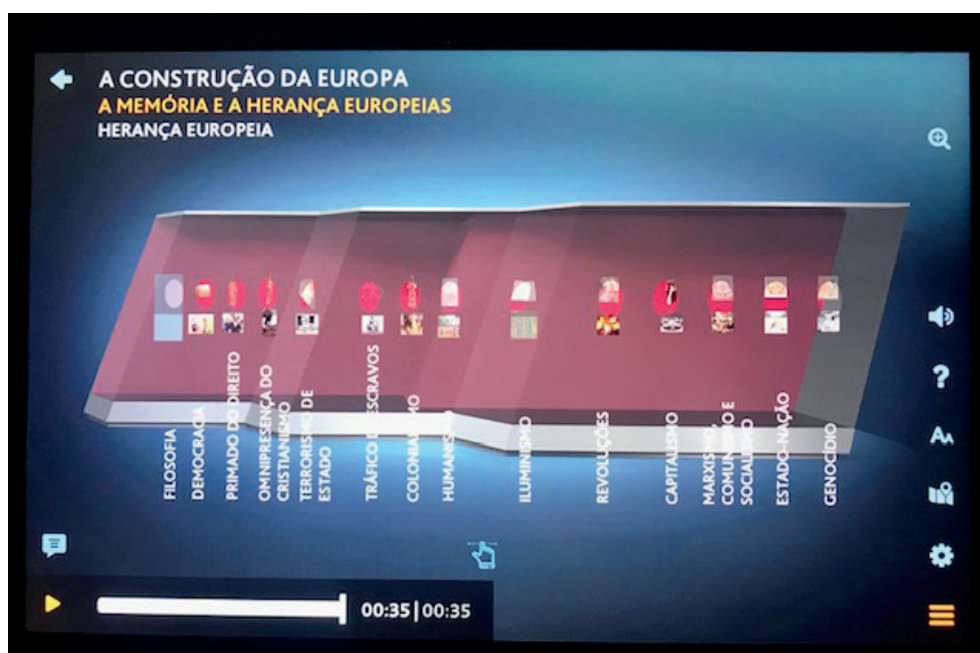 A CONSTRUÇÃO DA EUROPA
A MEMÓRIA E A HERANÇA EUROPEIAS
HERANÇA EUROPEIA
FILOSOFIA
DEMOCRACIA
PRIMADO DO DIREITO
OMNIPRESENÇA DO
CRISTIANISMO
TERRORISMO DE
ESTADO
TRÁFICO DE ESCRAVOS
COLONIALISMO
HUMANISMO
ILUMINISMO
REVOLUÇÕES
CAPITALISMO
MARXISMO,
COMUNISMO E
SOCIALISMO
ESTADO-NAÇÃO
GENOCÍDIO
?
AA
00:35 | 00:35